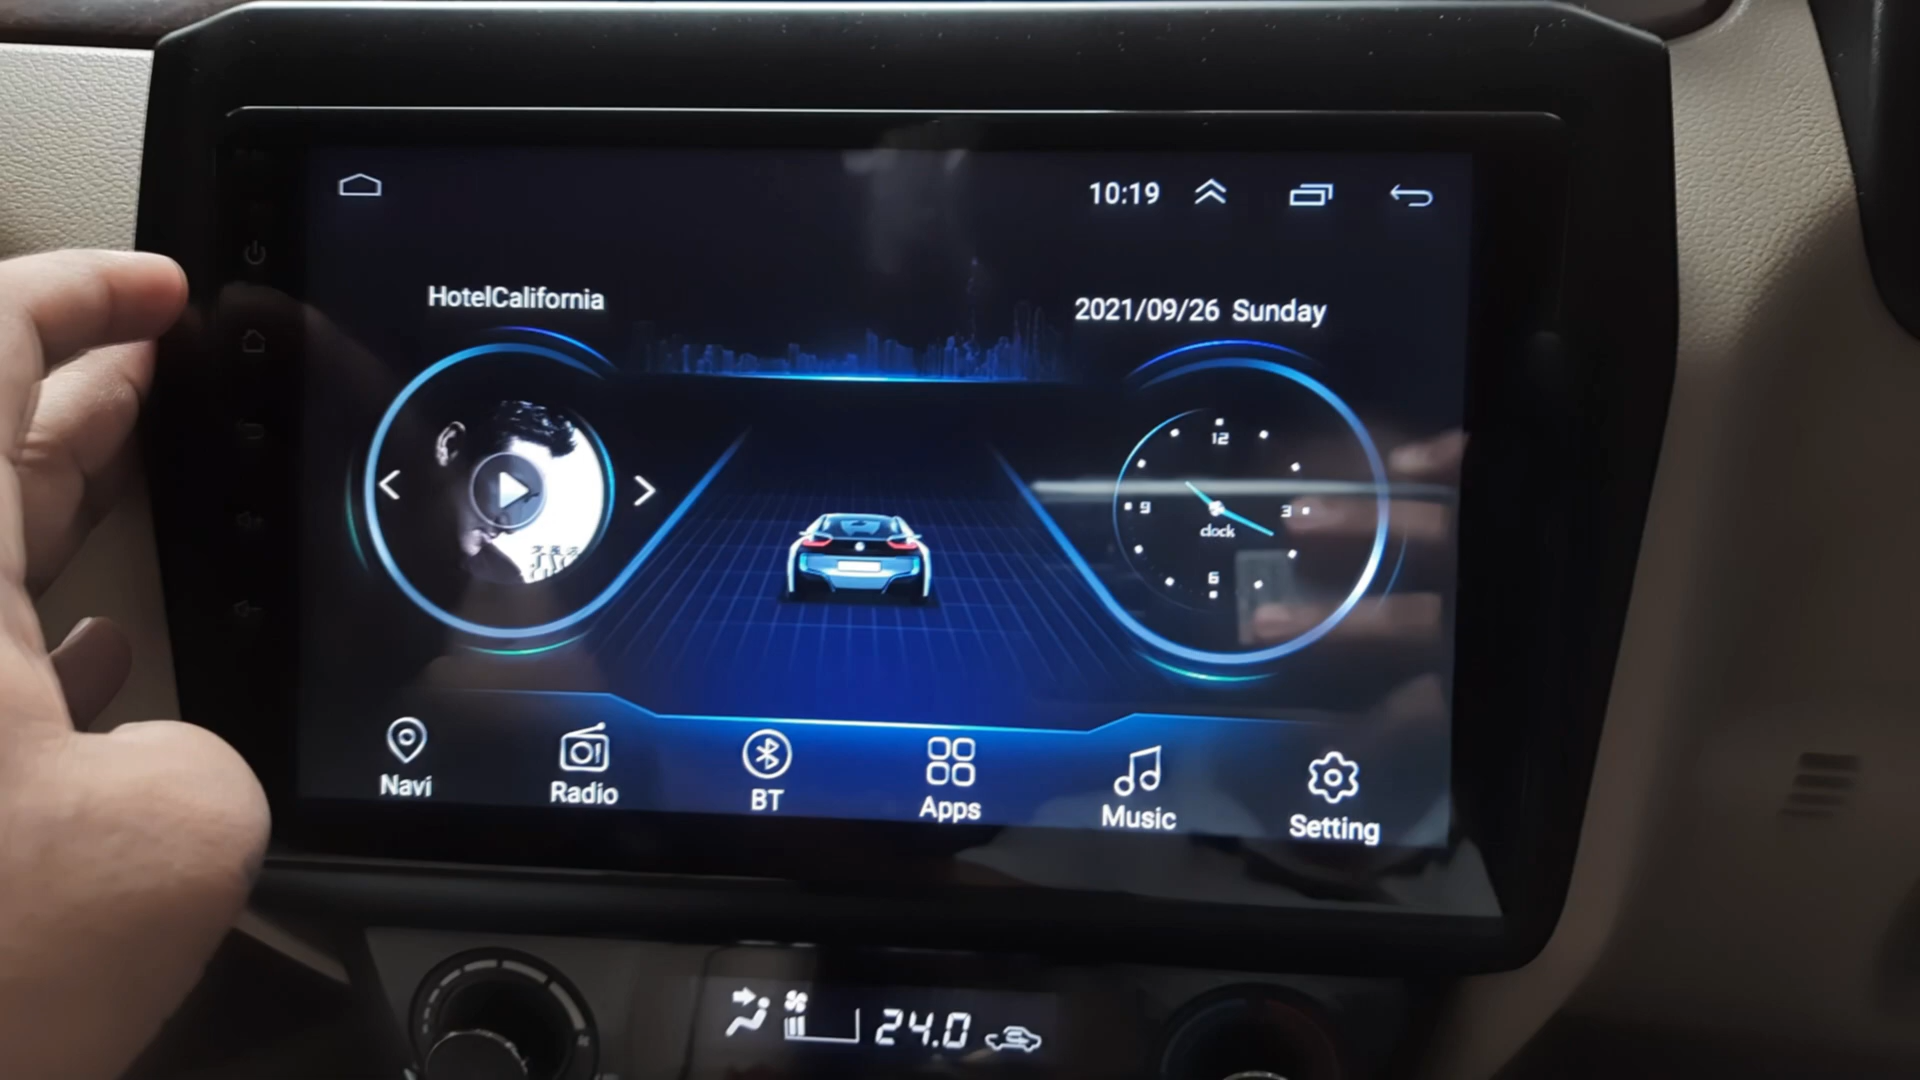 10:19
HotelCalifornia
2021/09/26 Sunday
12
9
3
clock
6
Navi
Radio
BT
Apps
Music
Setting
24.0